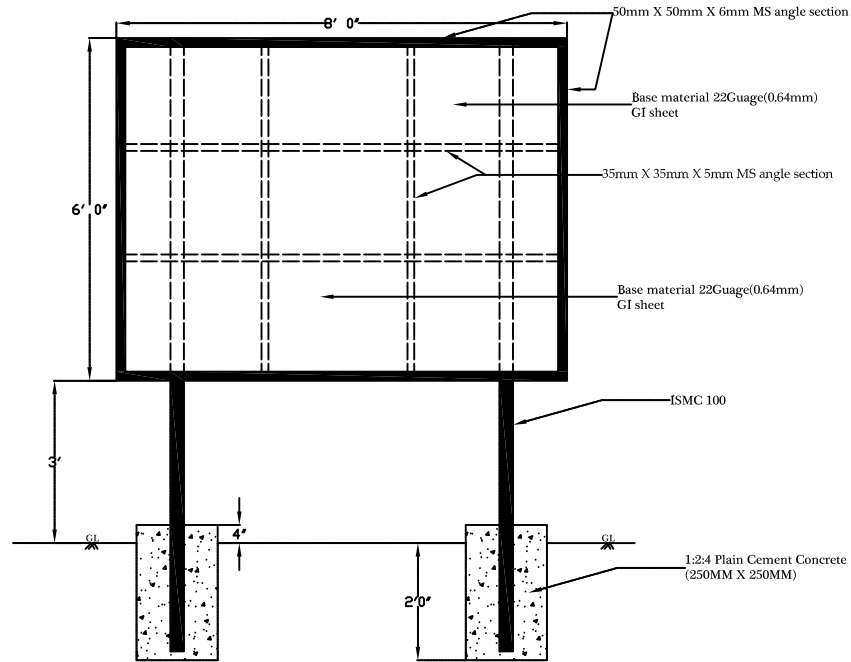 50mm X 50mm X 6mm MS angle section
8' 0"
Base material 22Guage(0.64mm)
GI sheet
35mm X 35mm X 5mm MS angle section
6' 0"
Base material 22Guage(0.64mm)
GI sheet
ISMC 100
3'
4"
GL
GL
1:2:4 Plain Cement Concrete
(250MM X 250MM)
2'0"